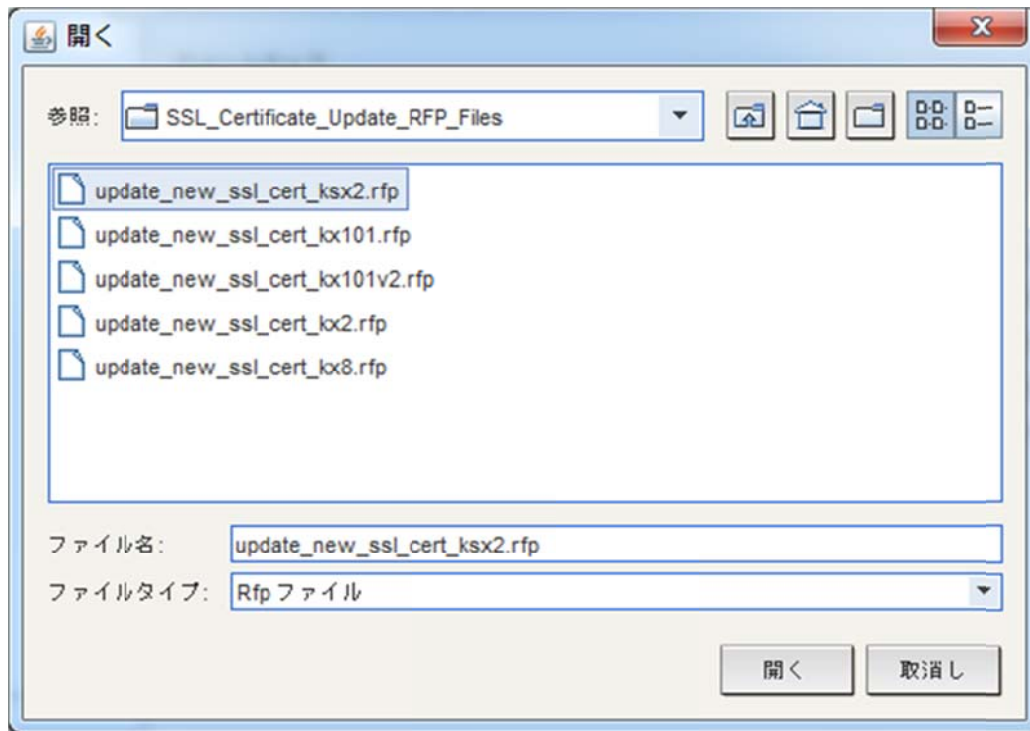 開く
参照: SSL_Certificate_Update_RFP_Files
update_new_ssl_cert_ksx2.rfp
update_new_ssl_cert_kx101.rfp
update_new_ssl_cert_kx101v2.rfp
update_new_ssl_cert_kx2.rfp
update_new_ssl_cert_kx8.rfp
ファイル名: update_new_ssl_cert_ksx2.rfp
ファイルタイプ: Rfp ファイル
開く 取消し